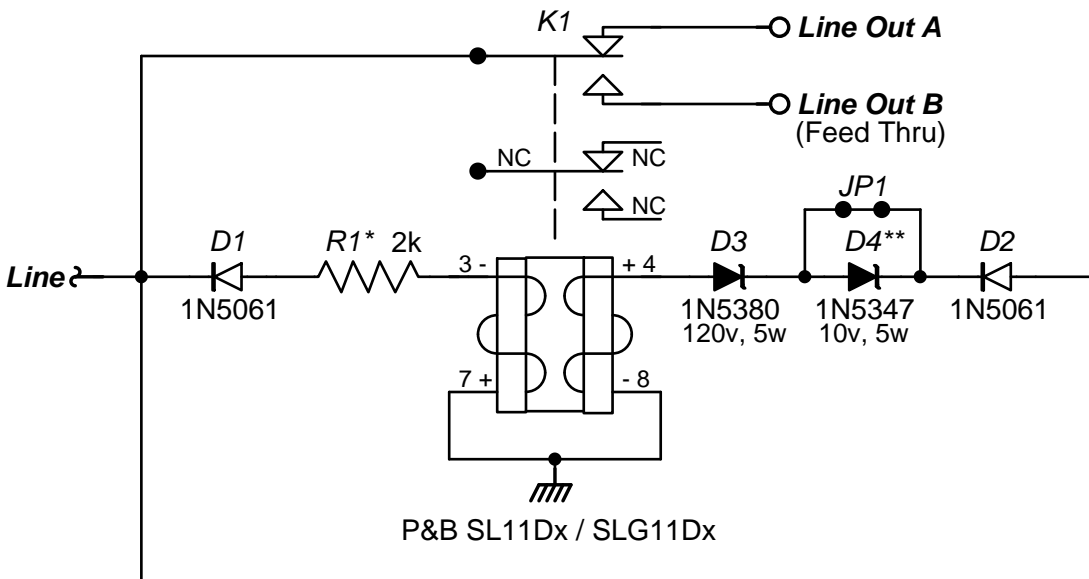 K1
Line Out A
Line Out B
(Feed Thru)
NC
NC
NC
JP1
D1
R1* 2k
D3
D4**
D2
Line
3 -
+ 4
1N5061
1N5380
120v, 5w
1N5347
10v, 5w
1N5061
7 +
- 8
P&B SL11Dx / SLG11Dx